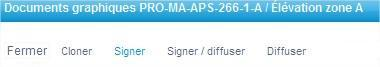 Documents graphiques PRO-MA-APS-266-1-A / Élévation zone A
Fermer Cloner Signer Signer / diffuser Diffuser